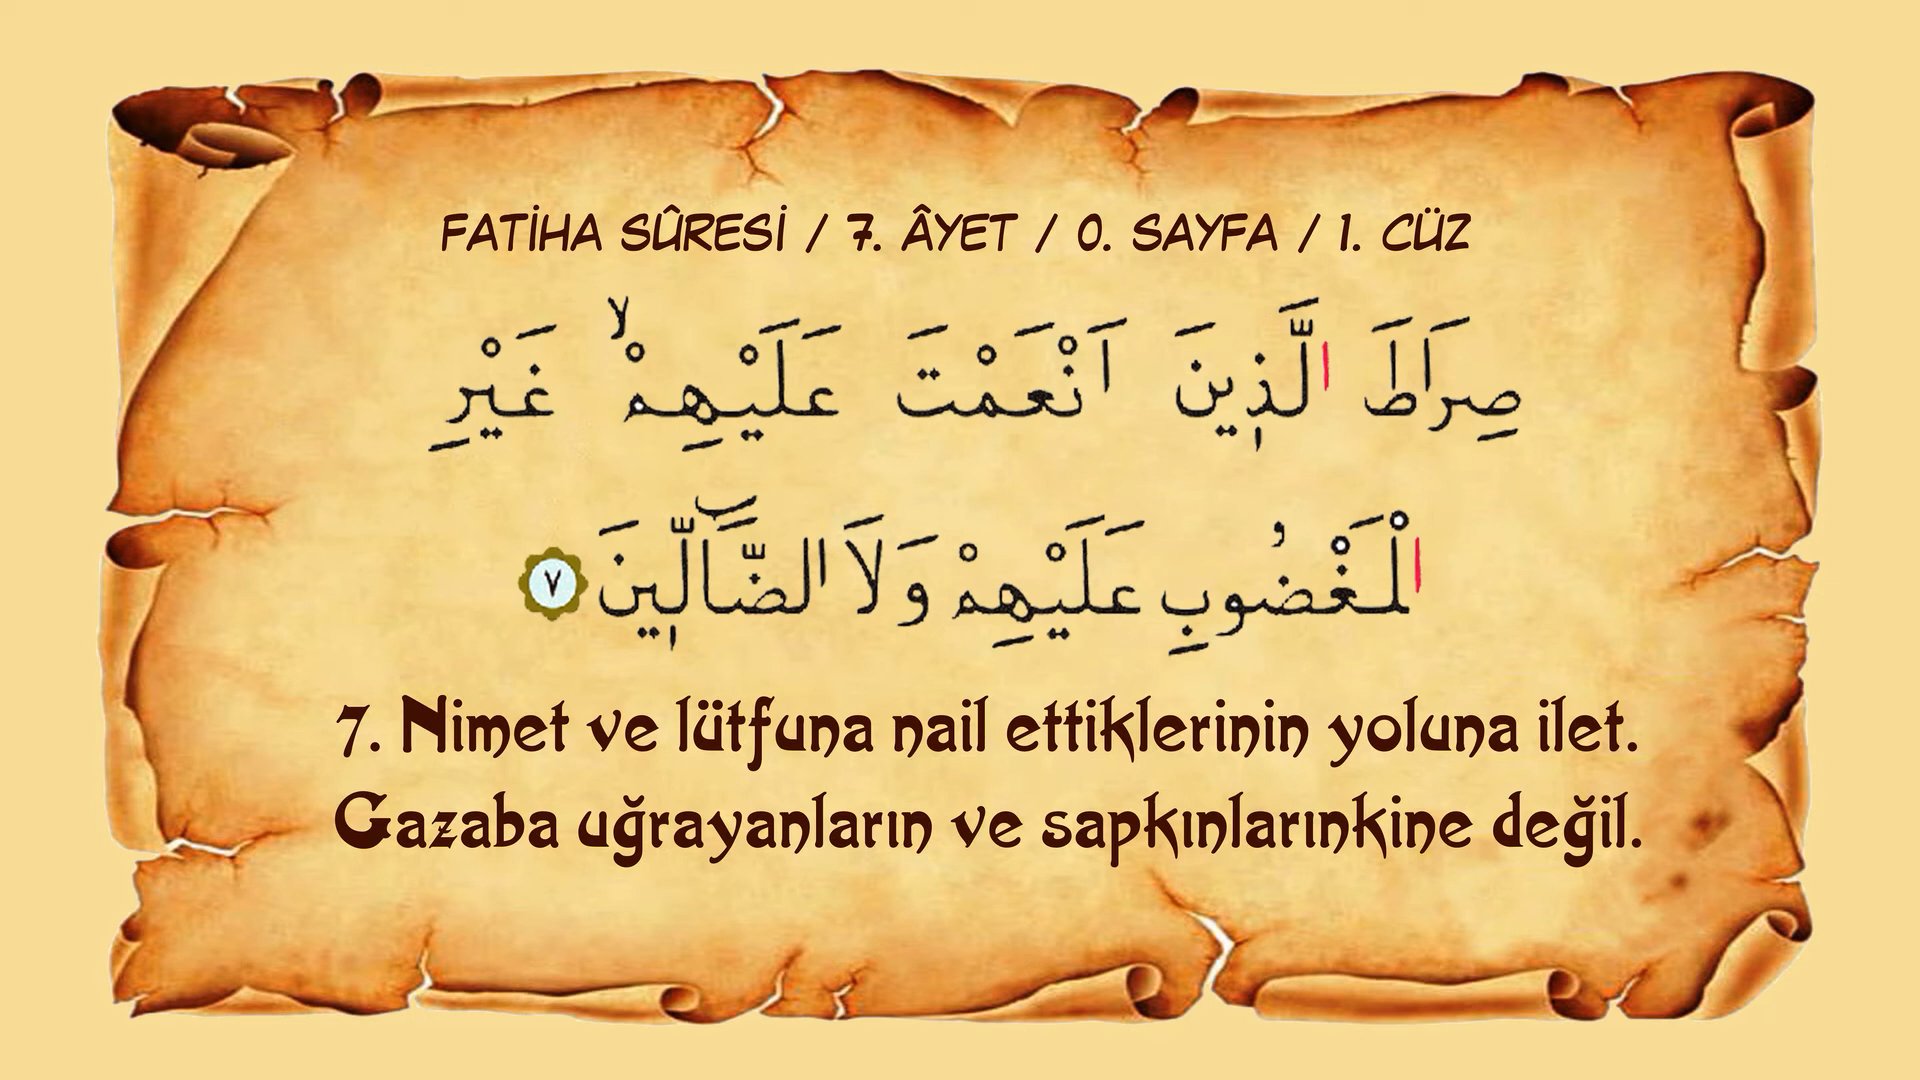 FATİHA SÛRESİ / 7. ÂYET / 0. SAYFA / 1. CÜZ
صِرَاطَ الَّذ۪ينَ اَنْعَمْتَ عَلَيْهِمْۙ غَيْرِ
الْمَغْضُوبِ عَلَيْهِمْ وَلَا الضَّٓالّ۪ينَ ٧
7. Nimet ve lütfuna nail ettiklerinin yoluna ilet.
Gazaba uğrayanların ve sapkınlarınkine değil.